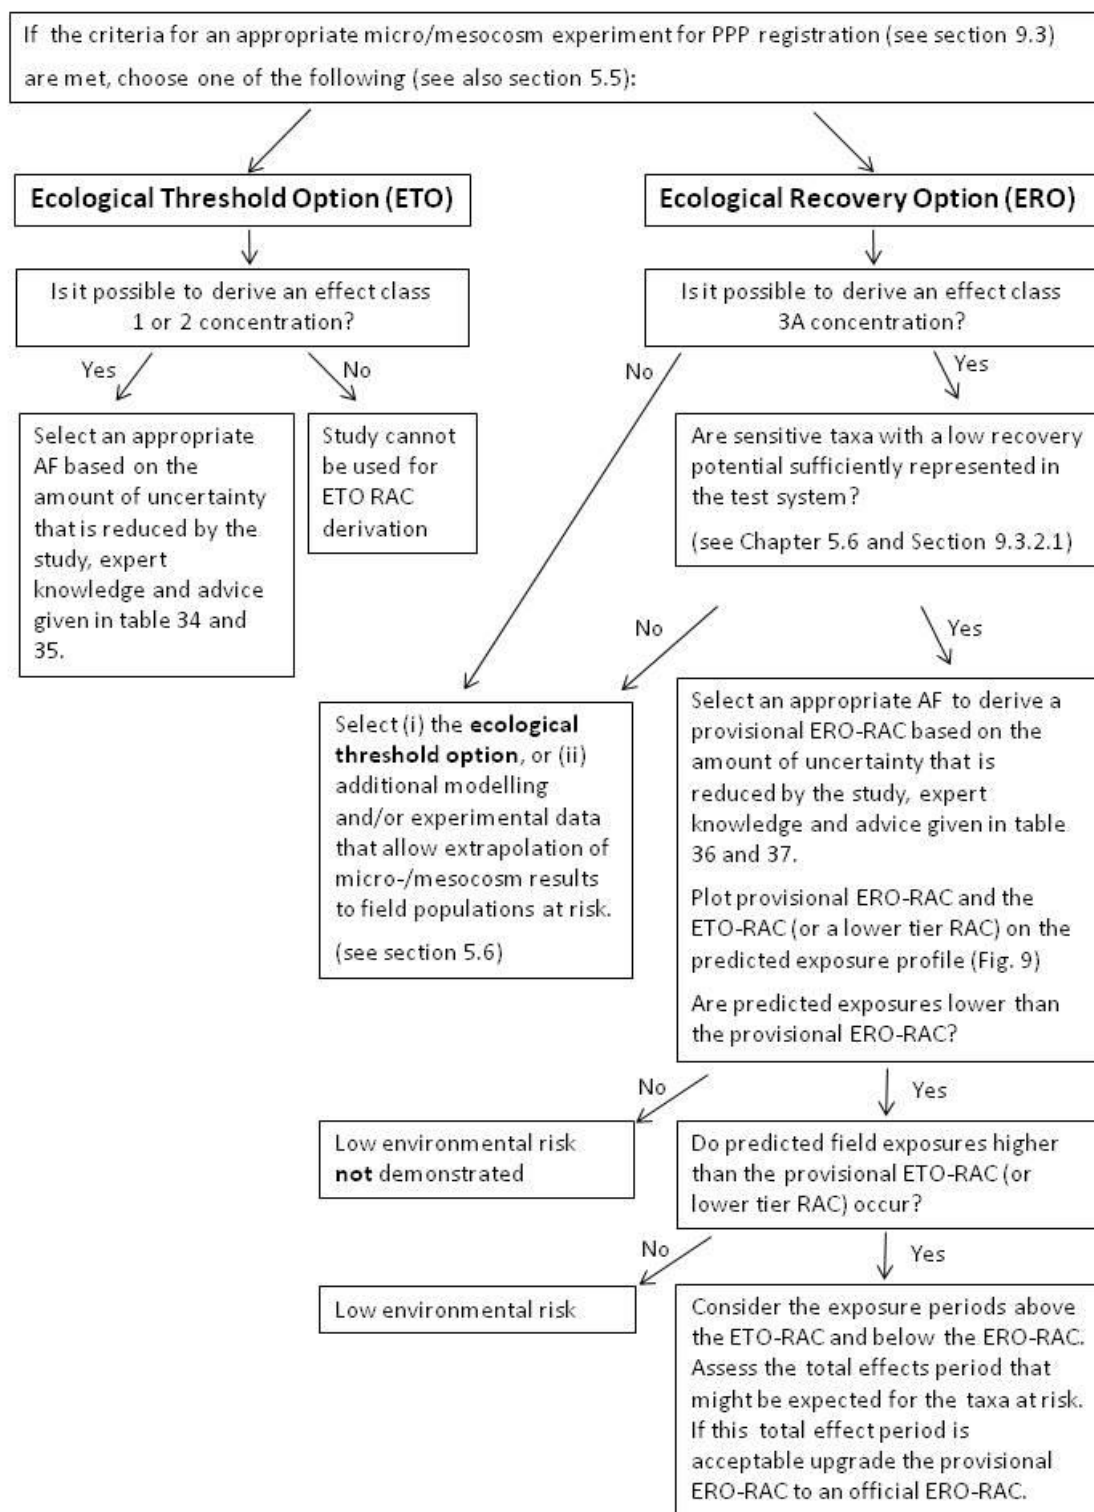 If the criteria for an appropriate micro/mesocosm experiment for PPP registration (see section 9.3)
are met, choose one of the following (see also section 5.5):
Ecological Threshold Option (ETO)
Ecological Recovery Option (ERO)
Is it possible to derive an effect class
1 or 2 concentration?
Is it possible to derive an effect class
3A concentration?
Yes
No
No
Yes
Select an appropriate
AF based on the
amount of uncertainty
that is reduced by the
study, expert
knowledge and advice
given in table 34 and
35.
Study cannot
be used for
ETO RAC
derivation
Are sensitive taxa with a low recovery
potential sufficiently represented in
the test system?
(see Chapter 5.6 and Section 9.3.2.1)
No
Yes
Select (i) the ecological
threshold option, or (ii)
additional modelling
and/or experimental data
that allow extrapolation of
micro-/mesocosm results
to field populations at risk.
(see section 5.6)
Select an appropriate AF to derive a
provisional ERO-RAC based on the
amount of uncertainty that is
reduced by the study, expert
knowledge and advice given in table
36 and 37.
Plot provisional ERO-RAC and the
ETO-RAC (or a lower tier RAC) on the
predicted exposure profile (Fig. 9)
Are predicted exposures lower than
the provisional ERO-RAC?
No
Yes
Low environmental risk
not demonstrated
Do predicted field exposures higher
than the provisional ETO-RAC (or
lower tier RAC) occur?
No
Yes
Low environmental risk
Consider the exposure periods above
the ETO-RAC and below the ERO-RAC.
Assess the total effects period that
might be expected for the taxa at risk.
If this total effect period is
acceptable upgrade the provisional
ERO-RAC to an official ERO-RAC.